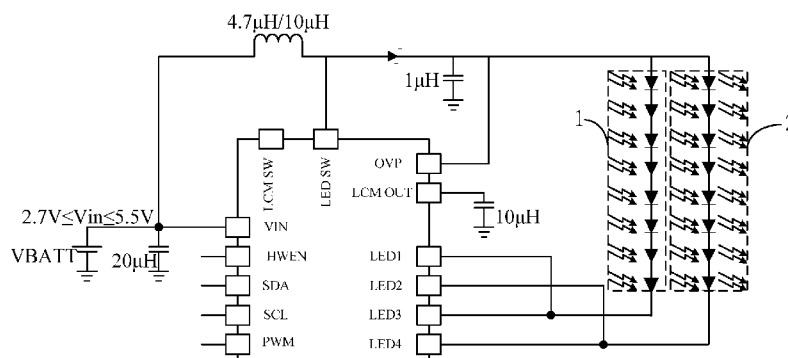 4.7μH/10μH
1μH
1
2
LCM SW
LED SW
OVP
LCM OUT
10μH
2.7V≤Vin≤5.5V
VBATT
20μH
VIN
HWEN
SDA
SCL
PWM
LED1
LED2
LED3
LED4